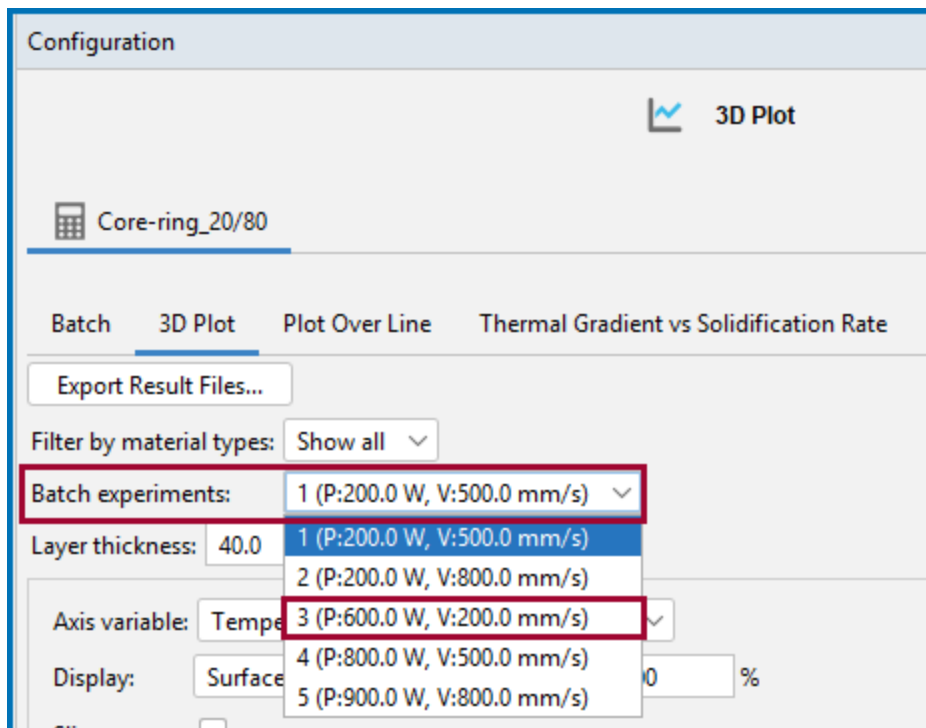 Configuration
3D Plot
Core-ring_20/80
Batch 3D Plot Plot Over Line Thermal Gradient vs Solidification Rate
Export Result Files...
Filter by material types: Show all
Batch experiments: 1 (P:200.0 W, V:500.0 mm/s)
Layer thickness: 40.0
1 (P:200.0 W, V:500.0 mm/s)
2 (P:200.0 W, V:800.0 mm/s)
Axis variable: Tempe
3 (P:600.0 W, V:200.0 mm/s)
4 (P:800.0 W, V:500.0 mm/s)
Display: Surface %
5 (P:900.0 W, V:800.0 mm/s)